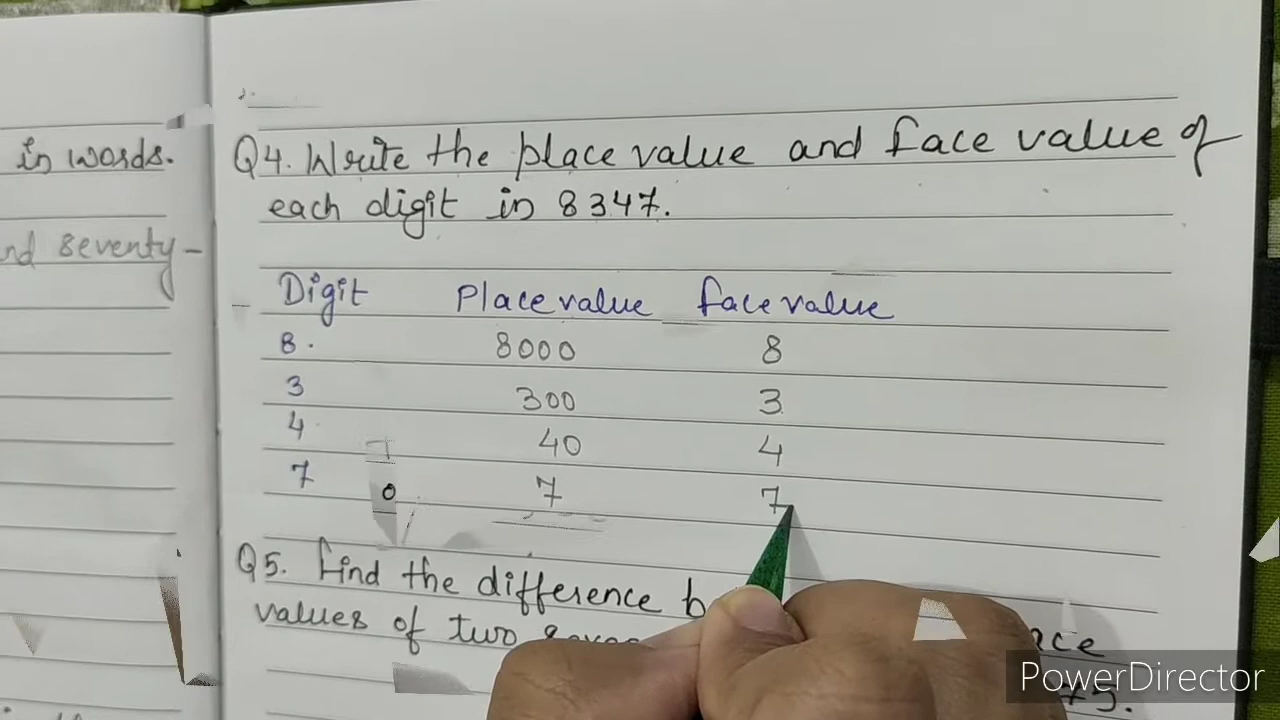 in words.
nd seventy-
Q4. Write the place value and face value of
each digit in 8347.
Digit Place value face value
8. 8000 8
3 300 3
4 40 4
7 7 7
Q5. Find the difference b
values of two
75.
PowerDirector